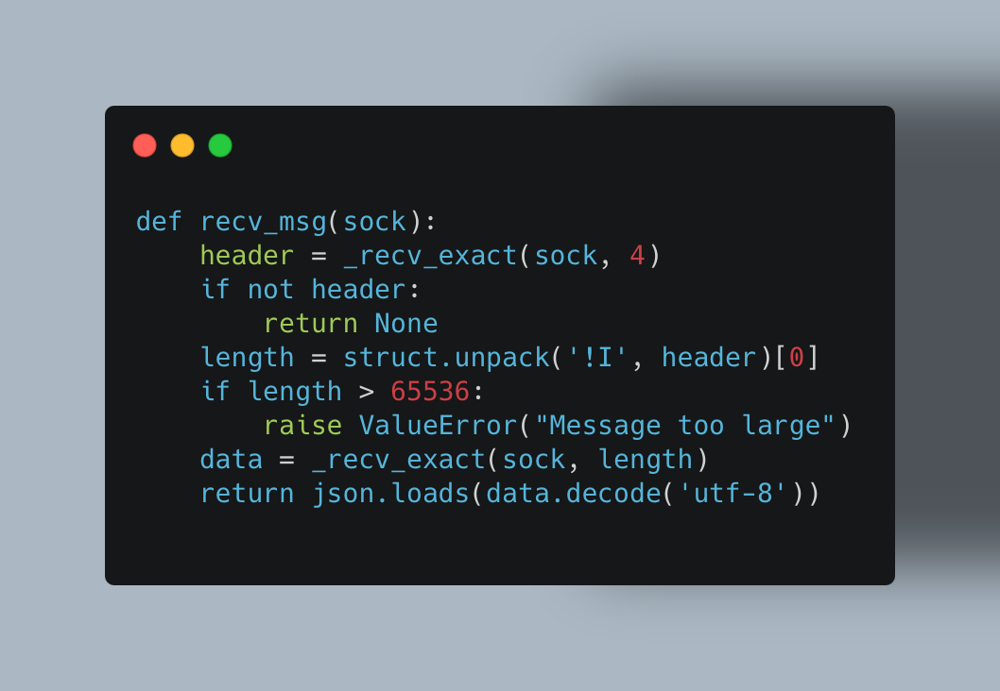 def recv_msg(sock):
    header = _recv_exact(sock, 4)
    if not header:
        return None
    length = struct.unpack('!I', header)[0]
    if length > 65536:
        raise ValueError("Message too large")
    data = _recv_exact(sock, length)
    return json.loads(data.decode('utf-8'))